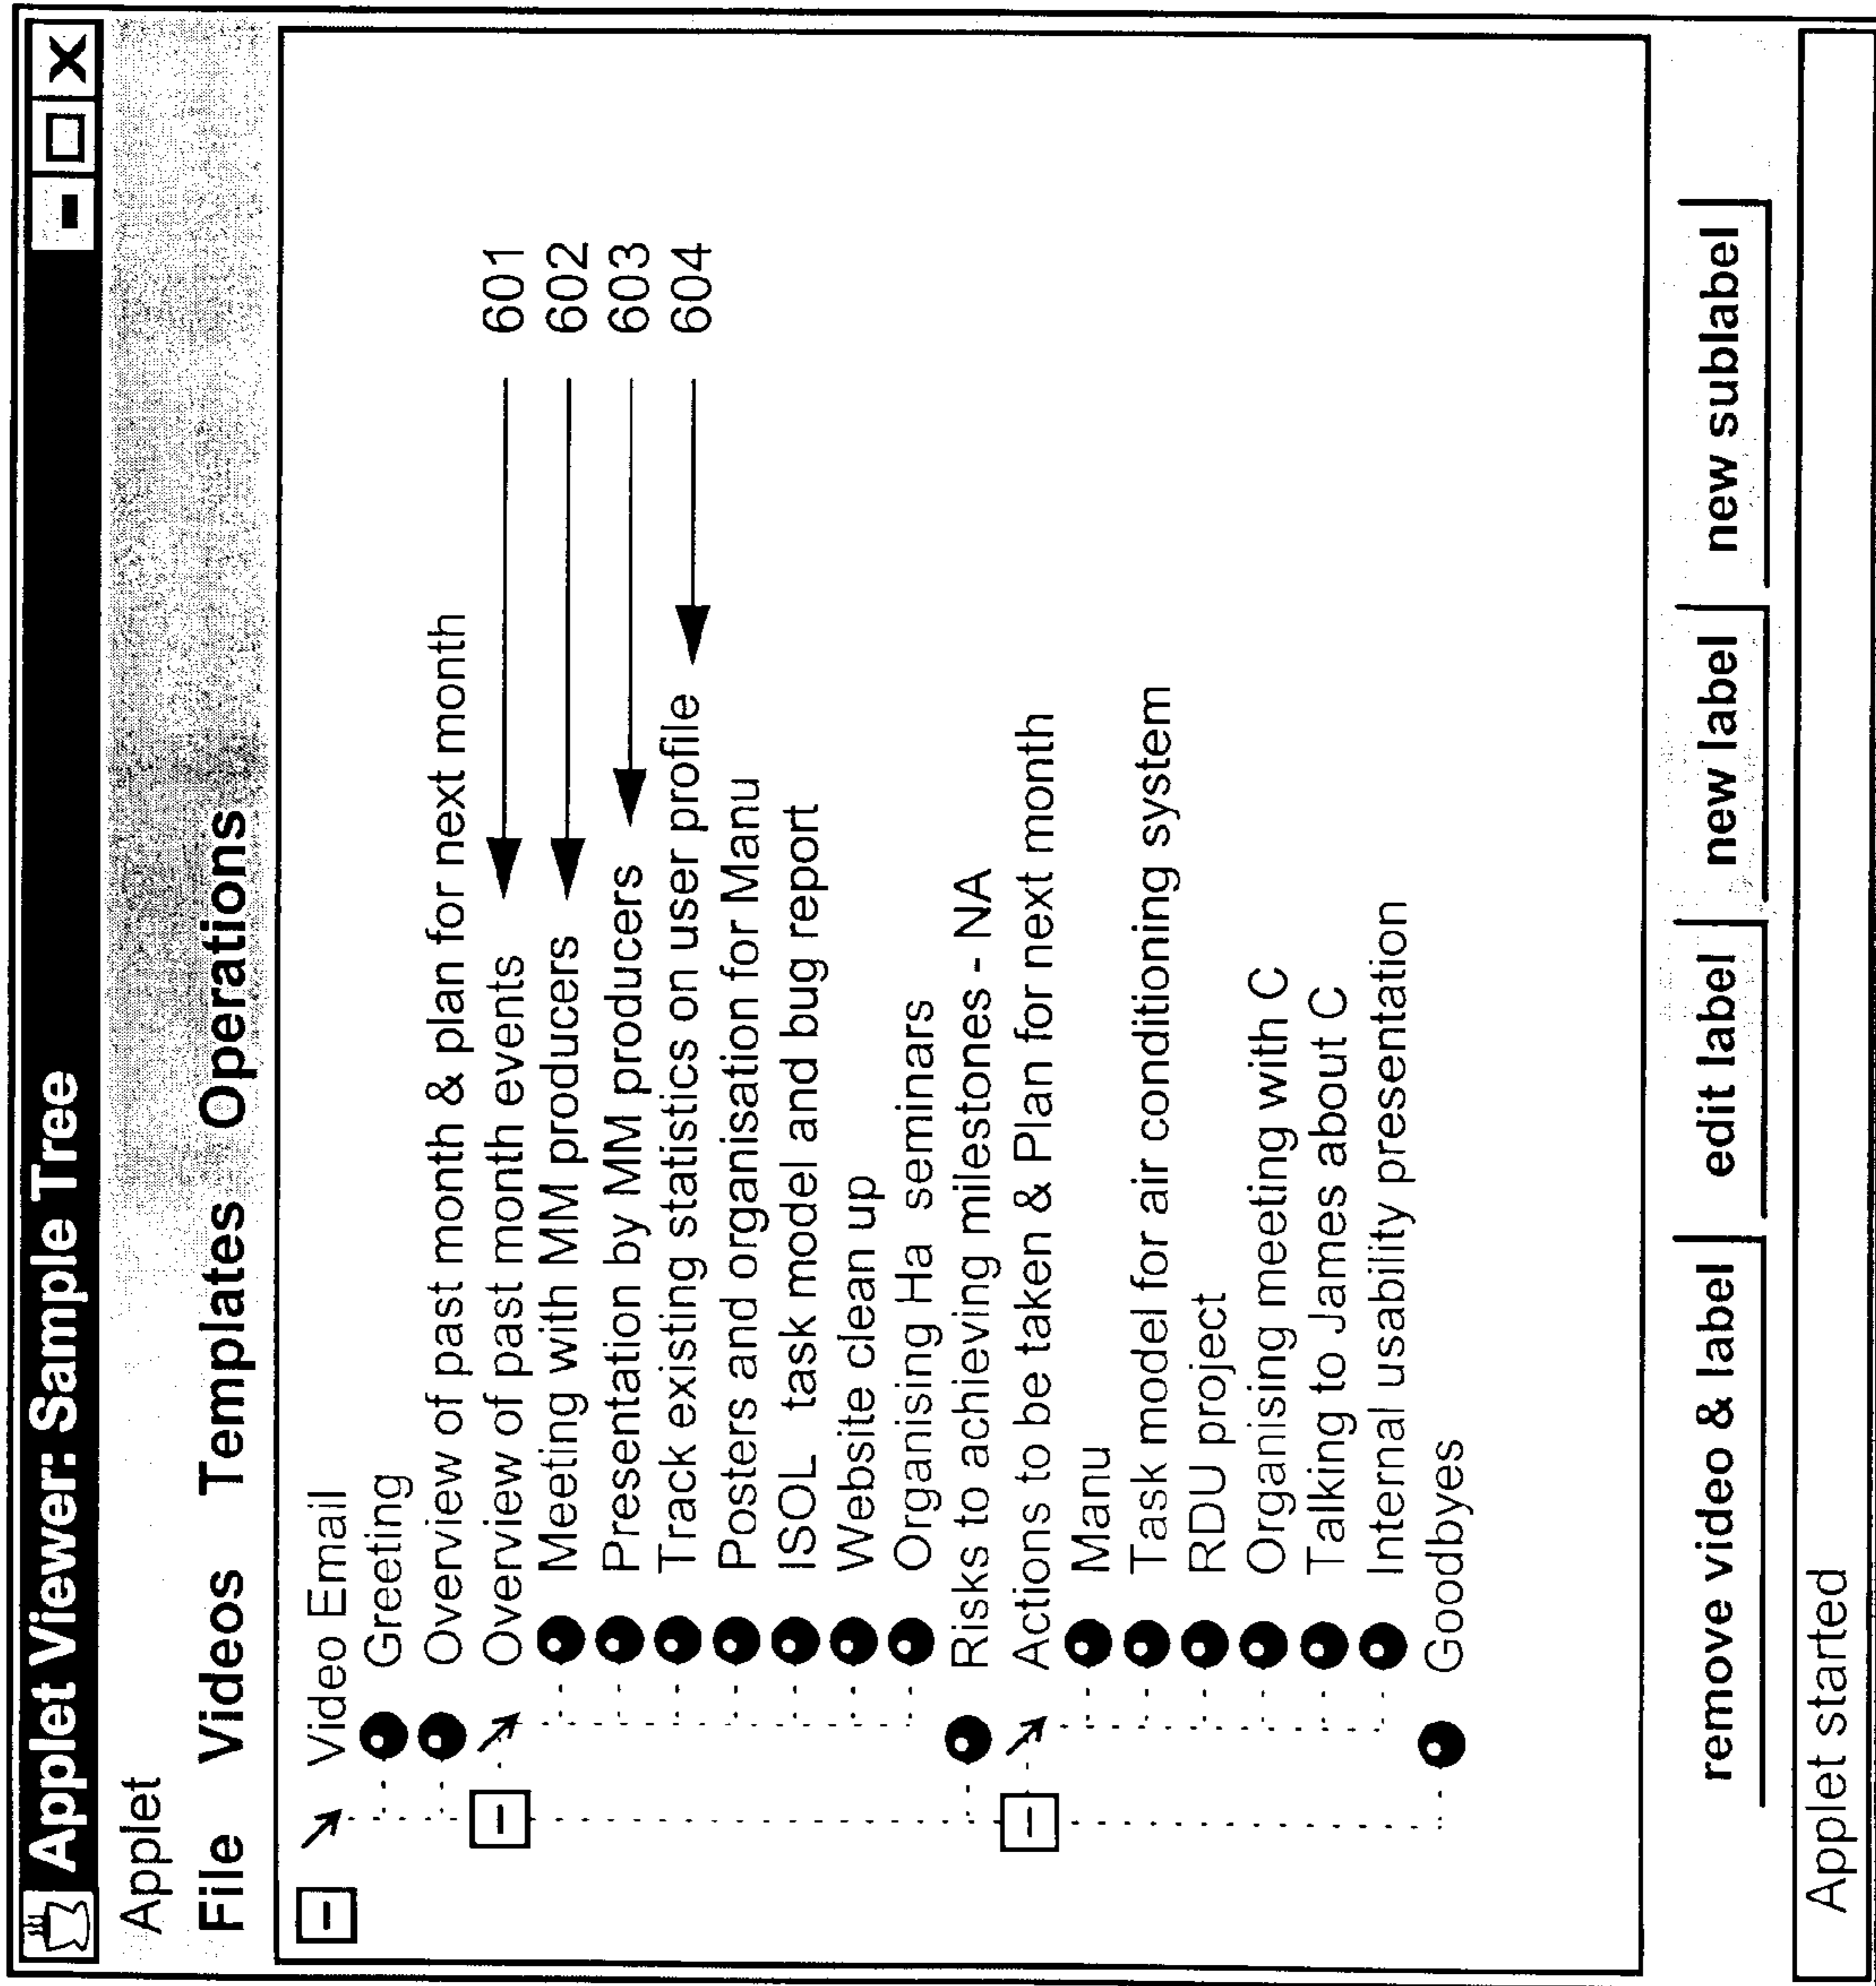 Applet Viewer: Sample Tree
Applet
File Videos Templates Operations
Video Email
Greeting
Overview of past month & plan for next month
Overview of past month events 601
Meeting with MM producers 602
Presentation by MM producers 603
Track existing statistics on user profile 604
Posters and organisation for Manu
ISOL task model and bug report
Website clean up
Organising Ha seminars
Risks to achieving milestones - NA
Actions to be taken & Plan for next month
Manu
Task model for air conditioning system
RDU project
Organising meeting with C
Talking to James about C
Internal usability presentation
Goodbyes
remove video & label edit label new label new sublabel
Applet started